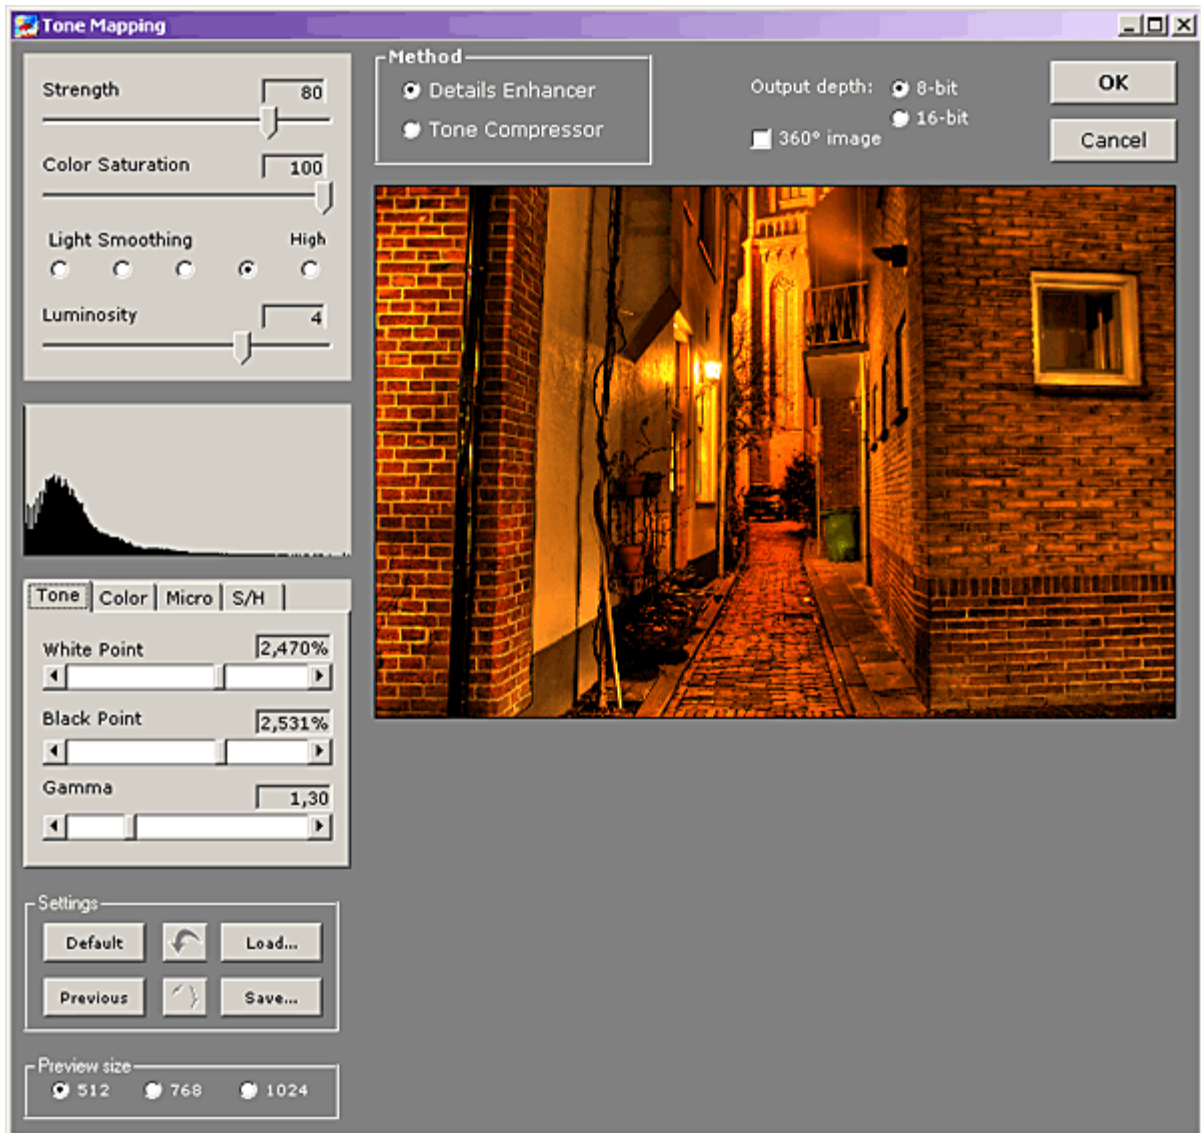 Tone Mapping
Strength
80
Color Saturation
100
Light Smoothing
High
Luminosity
4
Method
Details Enhancer
Tone Compressor
Output depth:
8-bit
16-bit
360° image
OK
Cancel
Tone
Color
Micro
S/H
White Point
2,470%
Black Point
2,531%
Gamma
1,30
Settings
Default
Load...
Previous
Save...
Preview size
512
768
1024